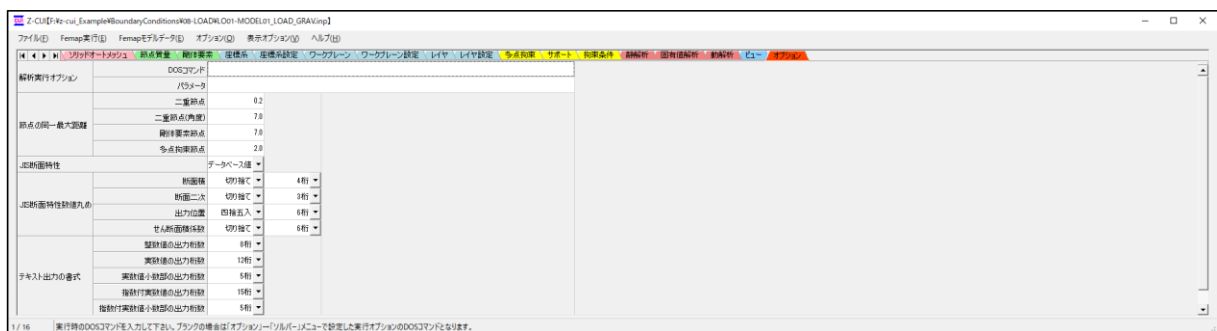 Z-CUI[F:¥z-cui_Example¥BoundaryConditions¥08-LOAD¥LO01-MODEL01_LOAD_GRAV.inp]
ファイル(F) Femap実行(E) Femapモデルデータ(E) オプション(O) 表示オプション(V) ヘルプ(H)
ソリッドオートメッシュ 節点質量 剛体要素 座標系 座標系設定 ワークプレーン ワークプレーン設定 レイヤ レイヤ設定 多点拘束 サポート 拘束条件 静解析 固有値解析 動解析 ビュー オプション
解析実行オプション DOSコマンド
パラメータ
節点の同一最大距離 二重節点 0.2
二重節点(角度) 7.0
剛体要素節点 7.0
多点拘束節点 2.0
JIS断面特性 データベース値
JIS断面特性数値丸め 断面積 切り捨て 4桁
断面二次 切り捨て 3桁
出力位置 四捨五入 6桁
せん断面積係数 切り捨て 6桁
テキスト出力の書式 整数値の出力桁数 8桁
実数値の出力桁数 12桁
実数値小数部の出力桁数 5桁
指数付実数値の出力桁数 15桁
指数付実数値小数部の出力桁数 5桁
1 / 16 実行時のDOSコマンドを入力して下さい。ブランクの場合は「オプション」-「ソルバー」メニューで設定した実行オプションのDOSコマンドとなります。